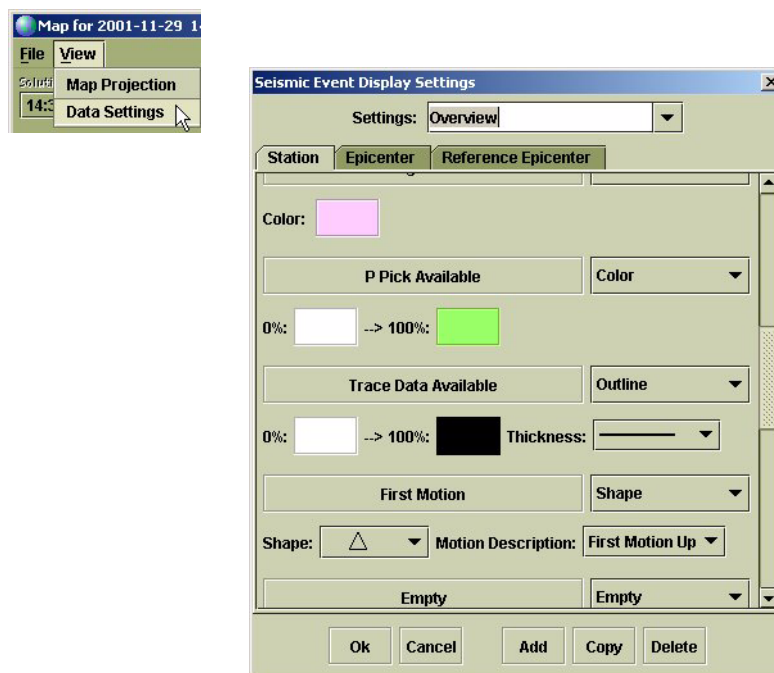 Map for 2001-11-29
File View
Map Projection
14:3 Data Settings
Seismic Event Display Settings
Settings: Overview
Station Epicenter Reference Epicenter
Color:
P Pick Available Color
0%: --> 100%:
Trace Data Available Outline
0%: --> 100%: Thickness:
First Motion Shape
Shape: Motion Description: First Motion Up
Empty Empty
Ok Cancel Add Copy Delete